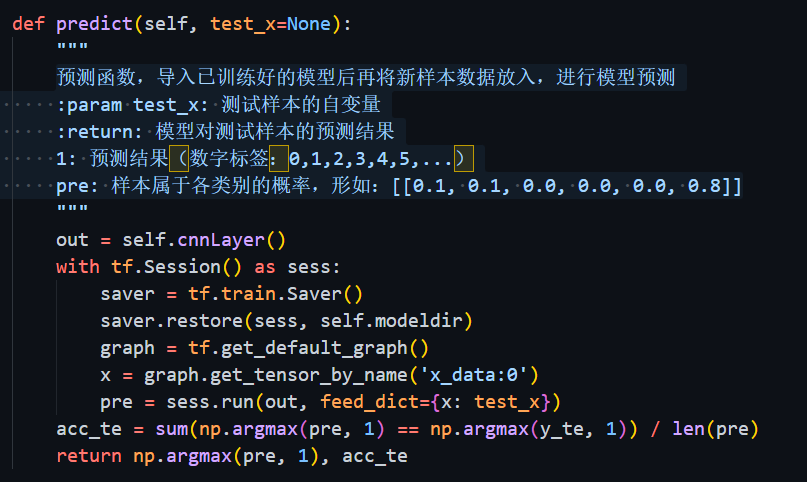 def predict(self, test_x=None):
"""
预测函数，导入已训练好的模型后再将新样本数据放入，进行模型预测
:param test_x: 测试样本的自变量
:return: 模型对测试样本的预测结果
1: 预测结果（数字标签：0,1,2,3,4,5,...）
pre: 样本属于各类别的概率，形如：[[0.1, 0.1, 0.0, 0.0, 0.0, 0.8]]
"""
out = self.cnnLayer()
with tf.Session() as sess:
saver = tf.train.Saver()
saver.restore(sess, self.modeldir)
graph = tf.get_default_graph()
x = graph.get_tensor_by_name('x_data:0')
pre = sess.run(out, feed_dict={x: test_x})
acc_te = sum(np.argmax(pre, 1) == np.argmax(y_te, 1)) / len(pre)
return np.argmax(pre, 1), acc_te